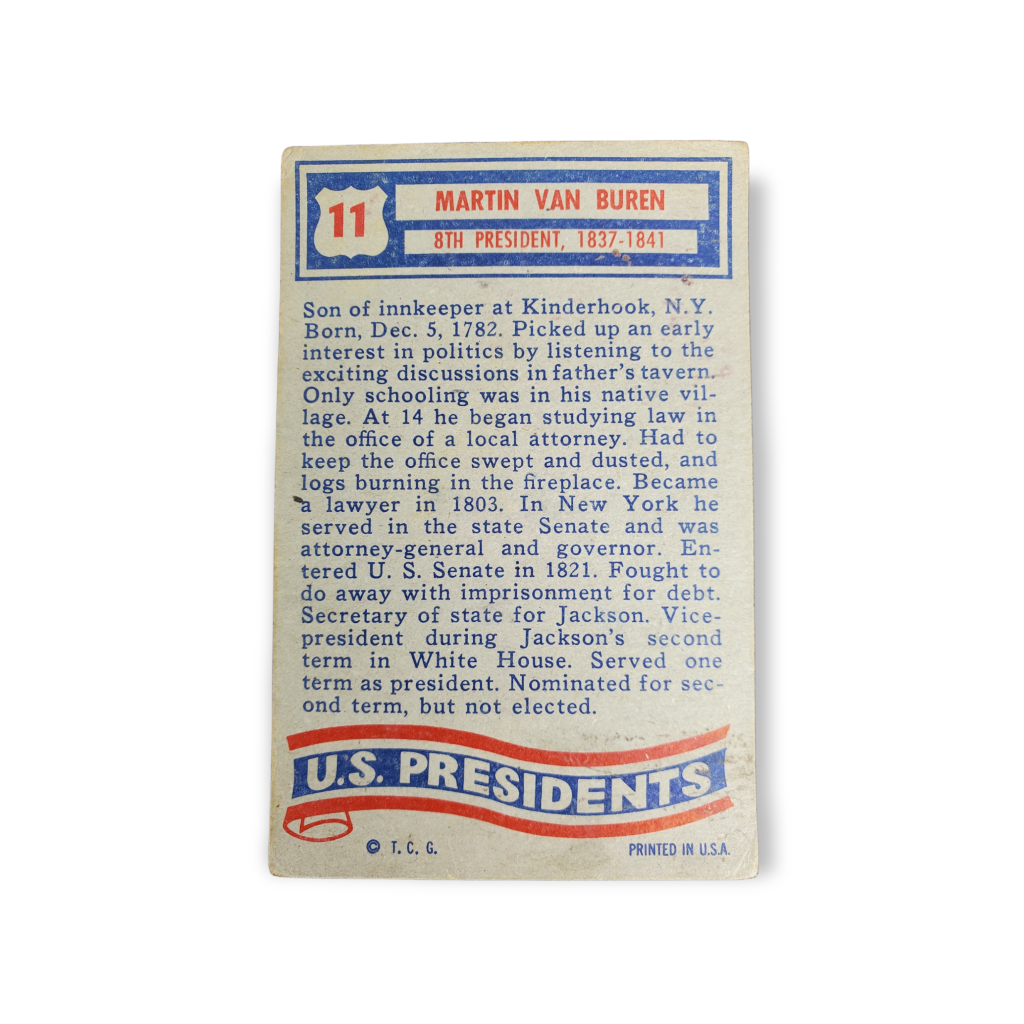 11
MARTIN VAN BUREN
8TH PRESIDENT, 1837-1841
Son of innkeeper at Kinderhook, N.Y.
Born, Dec. 5, 1782. Picked up an early
interest in politics by listening to the
exciting discussions in father's tavern.
Only schooling was in his native vil-
lage. At 14 he began studying law in
the office of a local attorney. Had to
keep the office swept and dusted, and
logs burning in the fireplace. Became
a lawyer in 1803. In New York he
served in the state Senate and was
attorney-general and governor. En-
tered U. S. Senate in 1821. Fought to
do away with imprisonment for debt.
Secretary of state for Jackson. Vice-
president during Jackson's second
term in White House. Served one
term as president. Nominated for sec-
ond term, but not elected.
U.S. PRESIDENTS
© T. C. G.
PRINTED IN U.S.A.